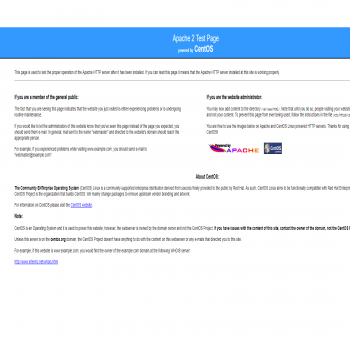 Apache 2 Test Page
powered by CentOS
This page is used to test the proper operation of the Apache HTTP server after it has been installed. If you can read this page it means that the Apache HTTP server installed at this site is working properly.
If you are a member of the general public:
The fact that you are seeing this page indicates that the website you just visited is either experiencing problems or is undergoing
routine maintenance.
If you would like to let the administrators of the website know that you've seen this page instead of the page you expected, you
should send them e-mail. In general, mail sent to the name "webmaster" and directed to the website's domain should reach the
appropriate person.
For example, if you experienced problems while visiting www.example.com, you should send e-mail to
"webmaster@example.com".
If you are the website administrator:
You may now add content to the directory /var/www/html/. Note that until you do so, people visiting your website
and not your content. To prevent this page from ever being used, follow the instructions in the file
You are free to use the images below on Apache and CentOS Linux powered HTTP servers. Thanks for using
CentOS!
Powered by
APACHE
About CentOS:
The Community ENTerprise Operating System (CentOS) Linux is a community-supported enterprise distribution derived from sources freely provided to the public by Red Hat. As such, CentOS Linux aims to be functionally compatible with Red Hat Enterprise
CentOS Project is the organization that builds CentOS. We mainly change packages to remove upstream vendor branding and artwork.
For information on CentOS please visit the CentOS website.
Note:
CentOS is an Operating System and it is used to power this website; however, the webserver is owned by the domain owner and not the CentOS Project. If you have issues with the content of this site, contact the owner of the domain, not the CentOS
Unless this server is on the centos.org domain, the CentOS Project doesn't have anything to do with the content on this webserver or any e-mails that directed you to this site.
For example, if this website is www.example.com, you would find the owner of the example.com domain at the following WHOIS server:
http://www.internic.net/whois.html